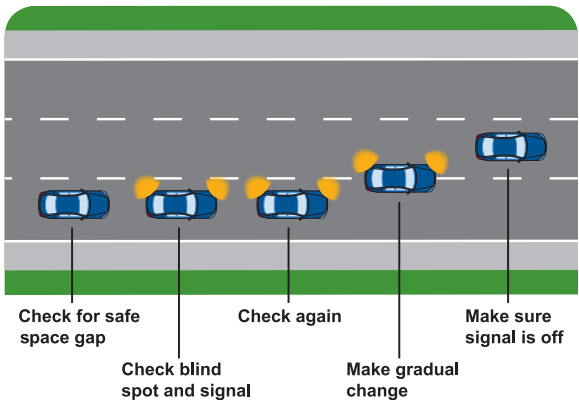 Check for safe
space gap
Check blind
spot and signal
Check again
Make gradual
change
Make sure
signal is off